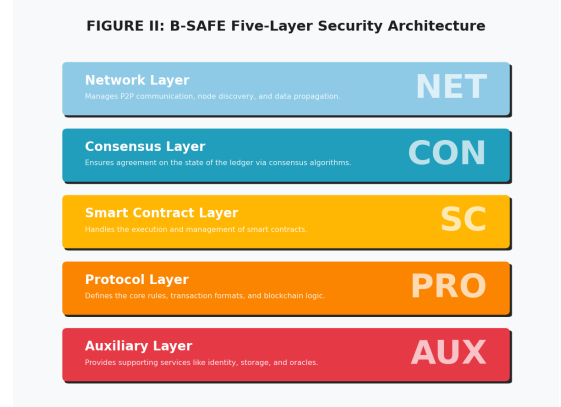 FIGURE II: B-SAFE Five-Layer Security Architecture
Network Layer
Manages P2P communication, node discovery, and data propagation.
NET
Consensus Layer
Ensures agreement on the state of the ledger via consensus algorithms.
CON
Smart Contract Layer
Handles the execution and management of smart contracts.
SC
Protocol Layer
Defines the core rules, transaction formats, and blockchain logic.
PRO
Auxiliary Layer
Provides supporting services like identity, storage, and oracles.
AUX